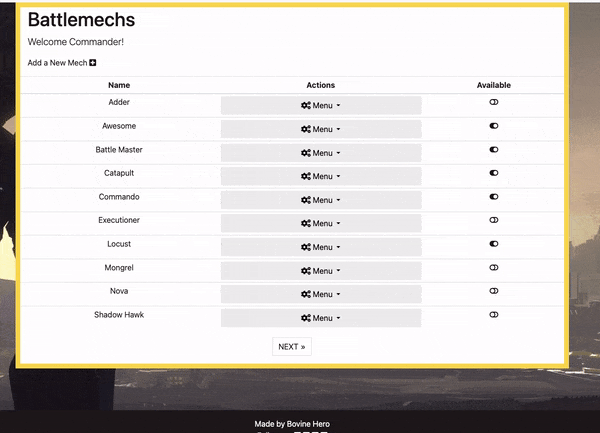 Battlemechs
Welcome Commander!
Add a New Mech
Name Actions Available
Adder Menu
Awesome Menu
Battle Master Menu
Catapult Menu
Commando Menu
Executioner Menu
Locust Menu
Mongrel Menu
Nova Menu
Shadow Hawk Menu
NEXT »
Made by Bovine Hero